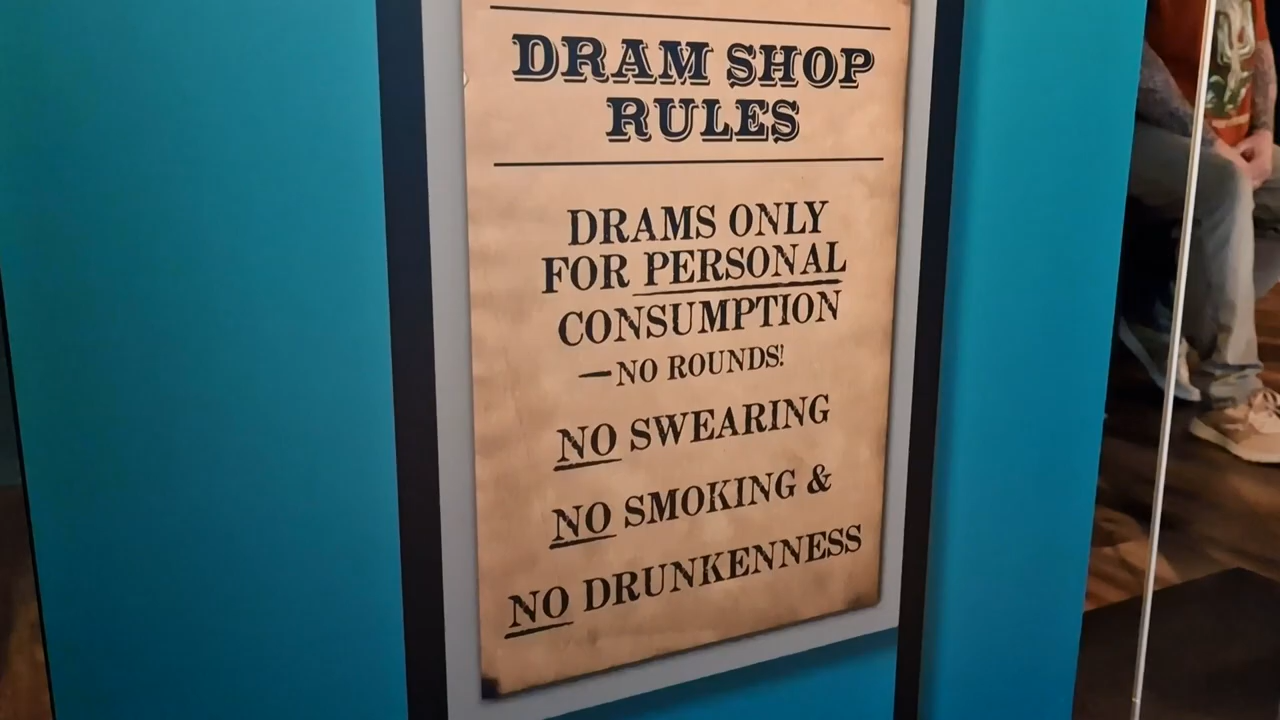 DRAM SHOP
RULES
DRAMS ONLY
FOR PERSONAL
CONSUMPTION
—NO ROUNDS!
NO SWEARING
NO SMOKING &
NO DRUNKENNESS